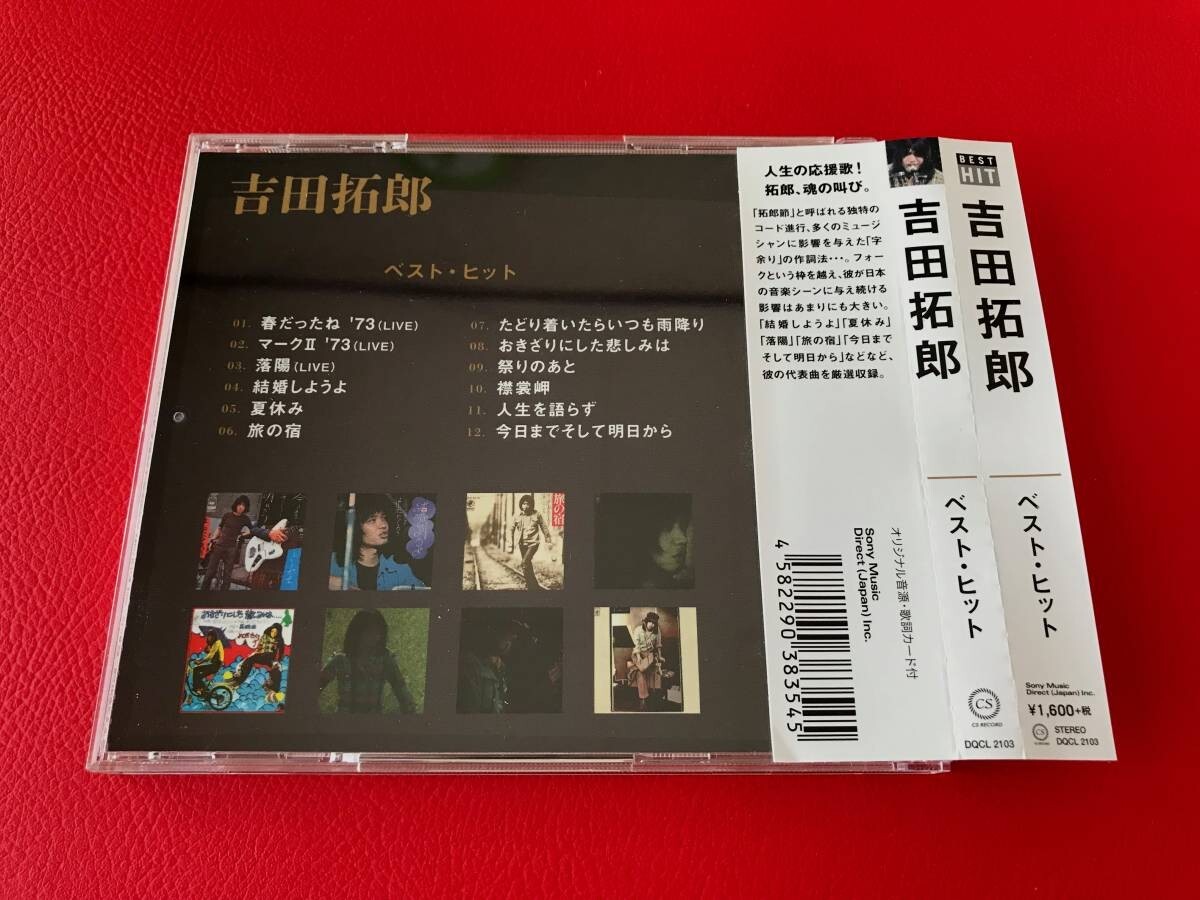 吉田拓郎
ベスト・ヒット
01. 春だったね '73(LIVE)
02. マークII '73(LIVE)
03. 落陽(LIVE)
04. 結婚しようよ
05. 夏休み
06. 旅の宿
07. たどり着いたらいつも雨降り
08. おきざりにした悲しみは
09. 祭りのあと
10. 襟裳岬
11. 人生を語らず
12. 今日までそして明日から
旅の宿
人生の応援歌！
拓郎、魂の叫び。
「拓郎節」と呼ばれる独特の
コード進行、多くのミュージ
シャンに影響を与えた「字
余り」の作詞法・・・。フォー
クという枠を越え、彼が日本
の音楽シーンに与え続ける
影響はあまりにも大きい。
「結婚しようよ」「夏休み」
「落陽」「旅の宿」「今日まで
そして明日から」などなど、
彼の代表曲を厳選収録。
4 582290 383545
Sony Music
Direct (Japan) Inc.
オリジナル音源・歌詞カード付
吉田拓郎
ベスト・ヒット
CS
CS RECORD
DQCL 2103
BEST
HIT
吉田拓郎
ベスト・ヒット
Sony Music
Direct (Japan) Inc.
¥1,600+税
CS
STEREO
DQCL 2103